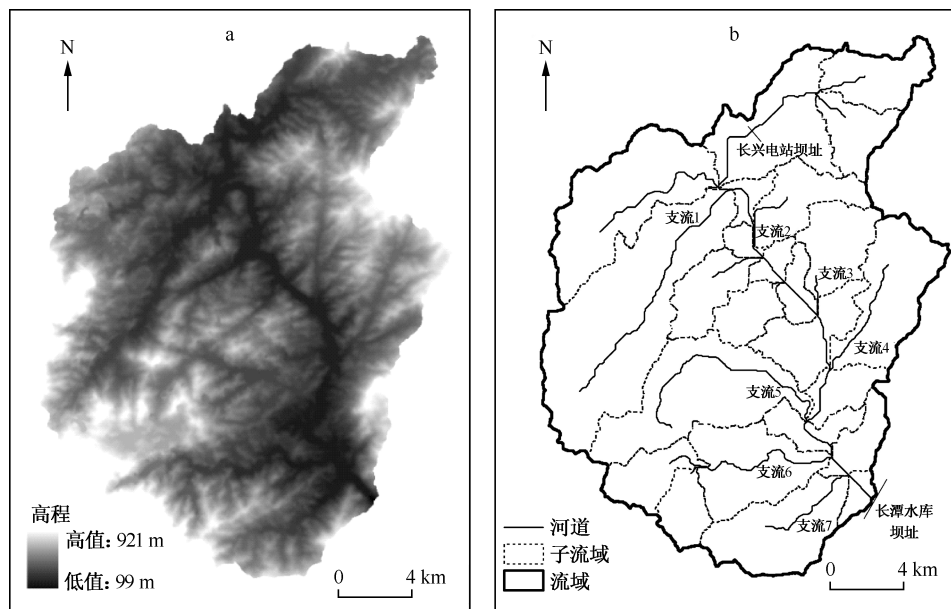 a
N
高程
高值: 921 m
低值: 99 m
0 4 km
b
N
长兴电站坝址
支流1
支流2
支流3
支流4
支流5
支流6
支流7
长潭水库
坝址
河道
子流域
流域
0 4 km